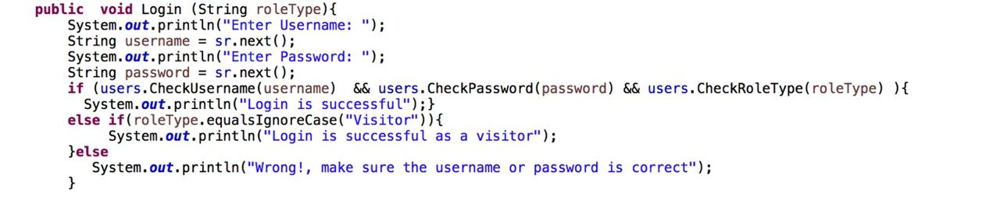 public  void Login (String roleType){
    System.out.println("Enter Username: ");
    String username = sr.next();
    System.out.println("Enter Password: ");
    String password = sr.next();
    if (users.CheckUsername(username)  && users.CheckPassword(password) && users.CheckRoleType(roleType) ){
      System.out.println("Login is successful");}
    else if(roleType.equalsIgnoreCase("Visitor")){
         System.out.println("Login is successful as a visitor");
    }else
       System.out.println("Wrong!, make sure the username or password is correct");
    }